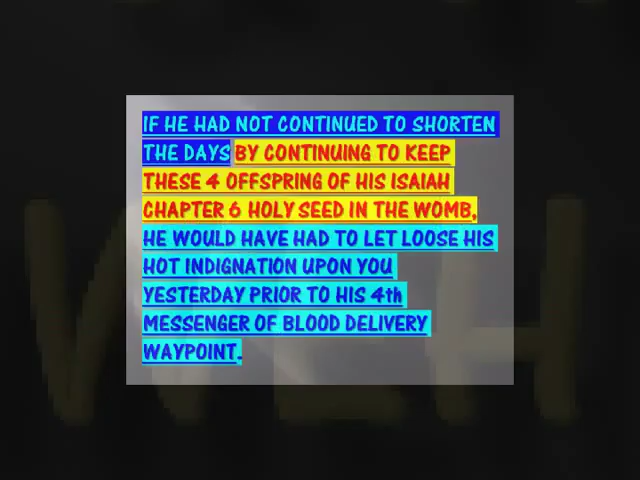 IF HE HAD NOT CONTINUED TO SHORTEN
THE DAYS BY CONTINUING TO KEEP
THESE 4 OFFSPRING OF HIS ISAIAH
CHAPTER 6 HOLY SEED IN THE WOMB,
HE WOULD HAVE HAD TO LET LOOSE HIS
HOT INDIGNATION UPON YOU
YESTERDAY PRIOR TO HIS 4th
MESSENGER OF BLOOD DELIVERY
WAYPOINT.